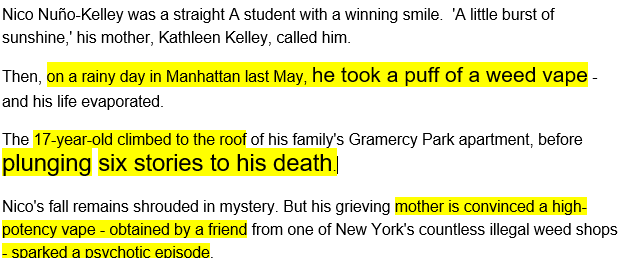 Nico Nuño-Kelley was a straight A student with a winning smile.  'A little burst of
sunshine,' his mother, Kathleen Kelley, called him.
Then, on a rainy day in Manhattan last May, he took a puff of a weed vape -
and his life evaporated.
The 17-year-old climbed to the roof of his family's Gramercy Park apartment, before
plunging six stories to his death.
Nico's fall remains shrouded in mystery. But his grieving mother is convinced a high-
potency vape - obtained by a friend from one of New York's countless illegal weed shops
- sparked a psychotic episode.